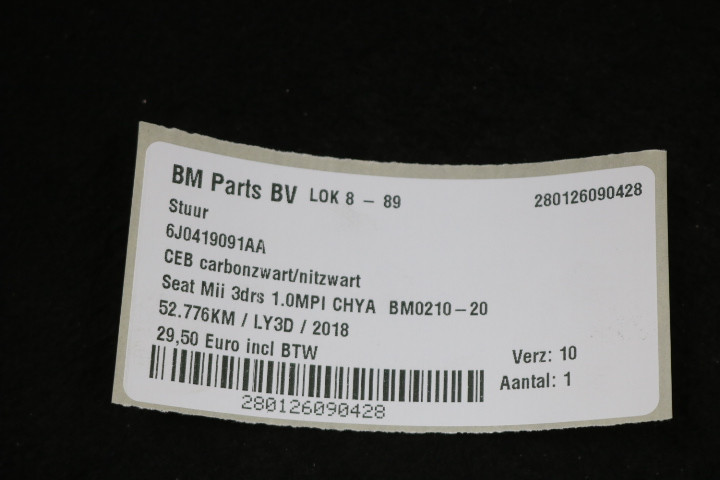 BM Parts BV LOK 8 - 89 280126090428
Stuur
6J0419091AA
CEB carbonzwart/nitzwart
Seat Mii 3drs 1.0MPI CHYA BM0210-20
52.776KM / LY3D / 2018
29,50 Euro incl BTW Verz: 10
Aantal: 1
280126090428